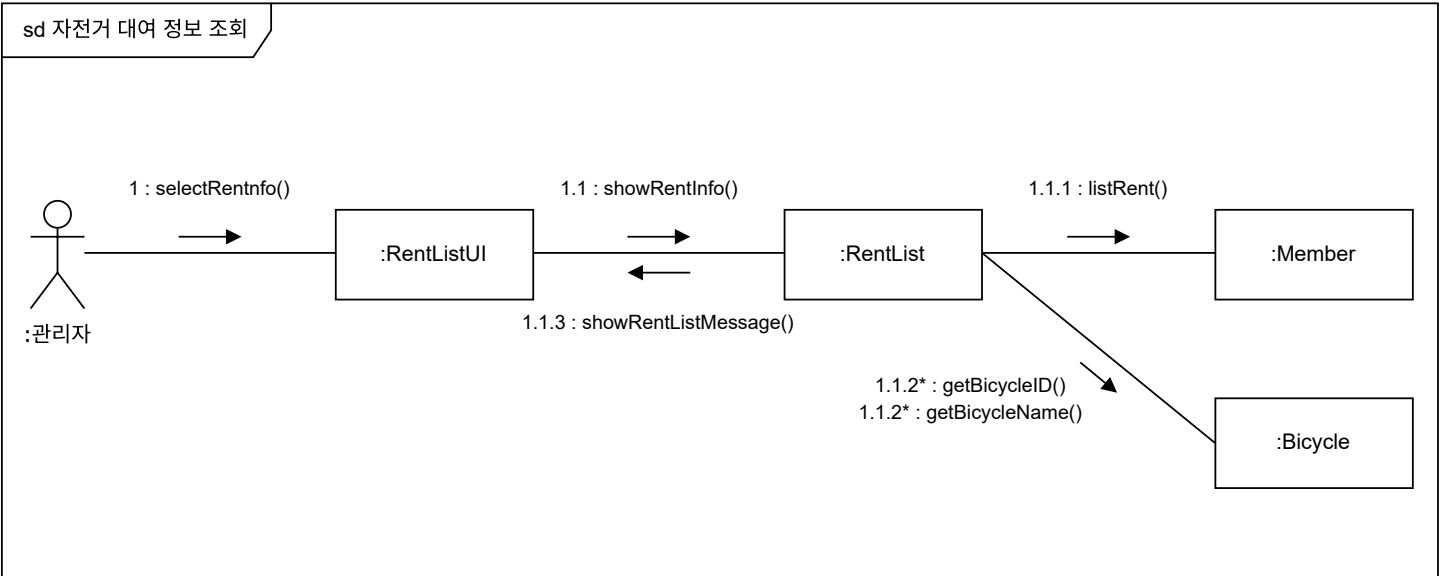 sd 자전거 대여 정보 조회
1 : selectRentnfo()
1.1 : showRentInfo()
1.1.1 : listRent()
:RentListUI
:RentList
:Member
:관리자
1.1.3 : showRentListMessage()
1.1.2* : getBicycleID()
1.1.2* : getBicycleName()
:Bicycle